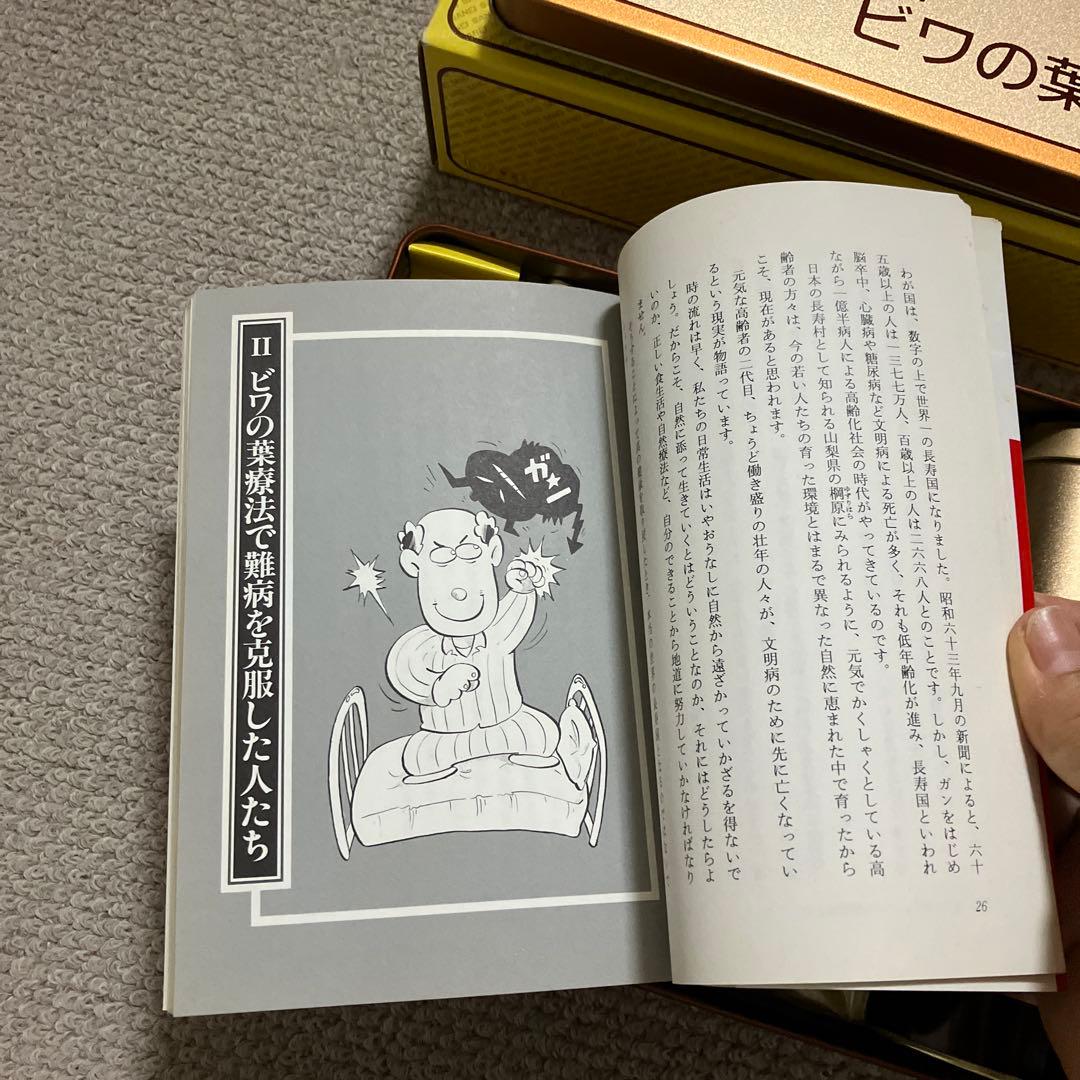 ビワの葉
わが国は、数字の上で世界一の長寿国になりました。昭和六十三年九月の新聞によると、六十
五歳以上の人は一三七七万人、百歳以上の人は二六六八人とのことです。しかし、ガンをはじめ
脳卒中、心臓病や糖尿病など文明病による死亡が多く、それも低年齢化が進み、長寿国といわれ
ながら一億半病人による高齢化社会の時代がやってきているのです。
日本の長寿村として知られる山梨県の棡原にみられるように、元気でかくしゃくとしている高
ゆずりはら
齢者の方々は、今の若い人たちの育った環境とはまるで異なった自然に恵まれた中で育ったから
こそ、現在があると思われます。
元気な高齢者の二代目、ちょうど働き盛りの壮年の人々が、文明病のために先に亡くなってい
るという現実が物語っています。
時の流れは早く、私たちの日常生活はいやおうなしに自然から遠ざかっていかざるを得ないで
しょう。だからこそ、自然に添って生きていくとはどういうことなのか、それにはどうしたらよ
いのか、正しい食生活や自然療法など、自分のできることから地道に努力していかなければなり
ません。
26
ガン
II ビワの葉療法で難病を克服した人たち